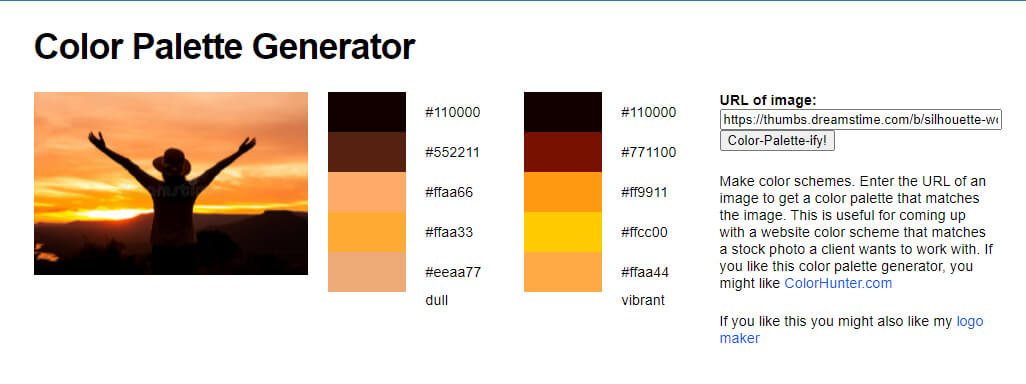 Color Palette Generator
#110000
#552211
#ffaa66
#ffaa33
#eeaa77
dull
#110000
#771100
#ff9911
#ffcc00
#ffaa44
vibrant
URL of image:
https://thumbs.dreamstime.com/b/silhouette-wo
Color-Palette-ify!
Make color schemes. Enter the URL of an
image to get a color palette that matches
the image. This is useful for coming up
with a website color scheme that matches
a stock photo a client wants to work with. If
you like this color palette generator, you
might like ColorHunter.com
If you like this you might also like my logo
maker